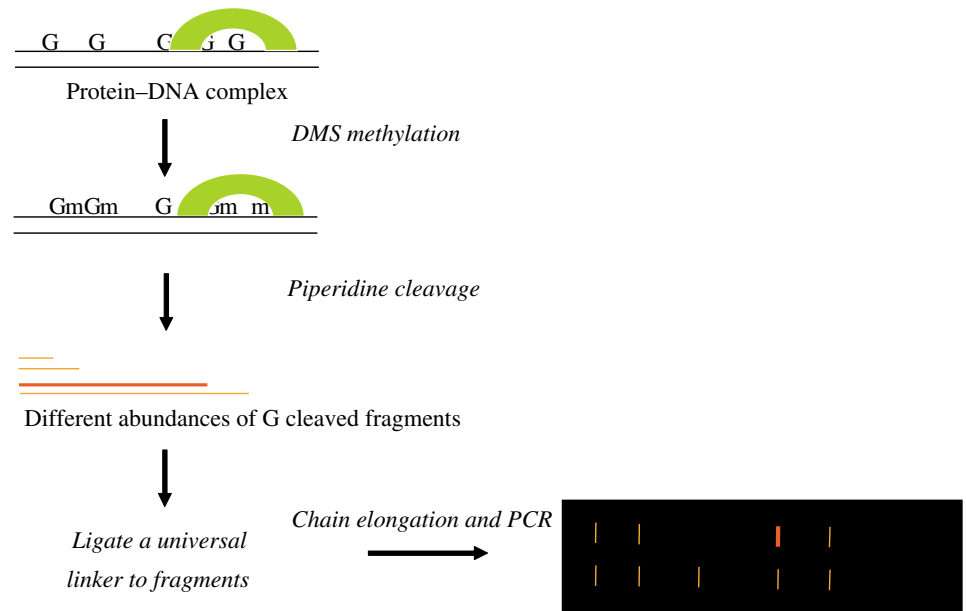 G G G G G
Protein–DNA complex
DMS methylation
GmGm G Gm m
Piperidine cleavage
Different abundances of G cleaved fragments
Chain elongation and PCR
Ligate a universal
linker to fragments